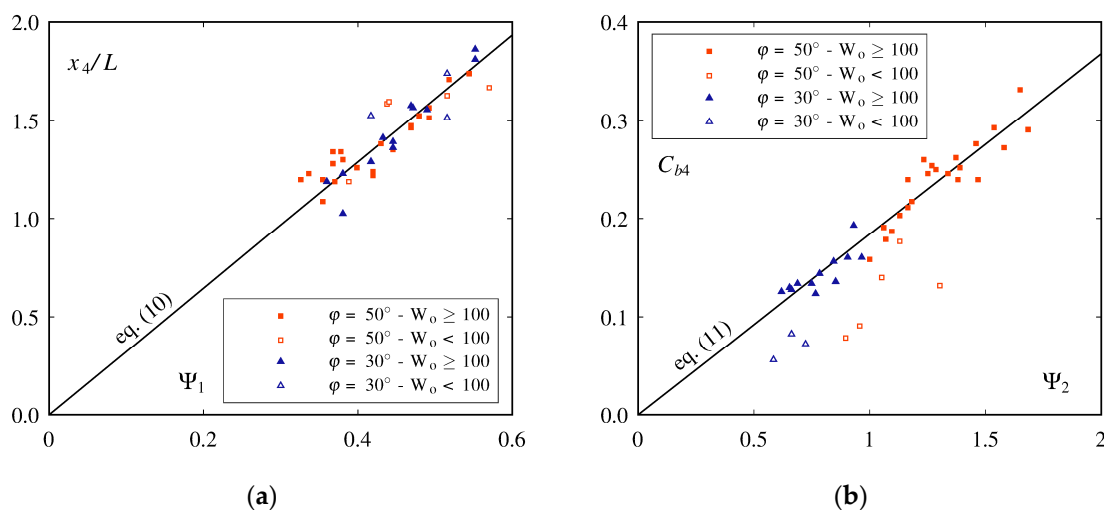 2.0
1.5
1.0
0.5
0.0
x₄/L
eq. (10)
Ψ₁
φ = 50° - Wₒ ≥ 100
φ = 50° - Wₒ < 100
φ = 30° - Wₒ ≥ 100
φ = 30° - Wₒ < 100
0 0.2 0.4 0.6
(a)
0.4
0.3
0.2
0.1
0.0
φ = 50° - Wₒ ≥ 100
φ = 50° - Wₒ < 100
φ = 30° - Wₒ ≥ 100
φ = 30° - Wₒ < 100
C_b4
eq. (11)
Ψ₂
0 0.5 1 1.5 2
(b)